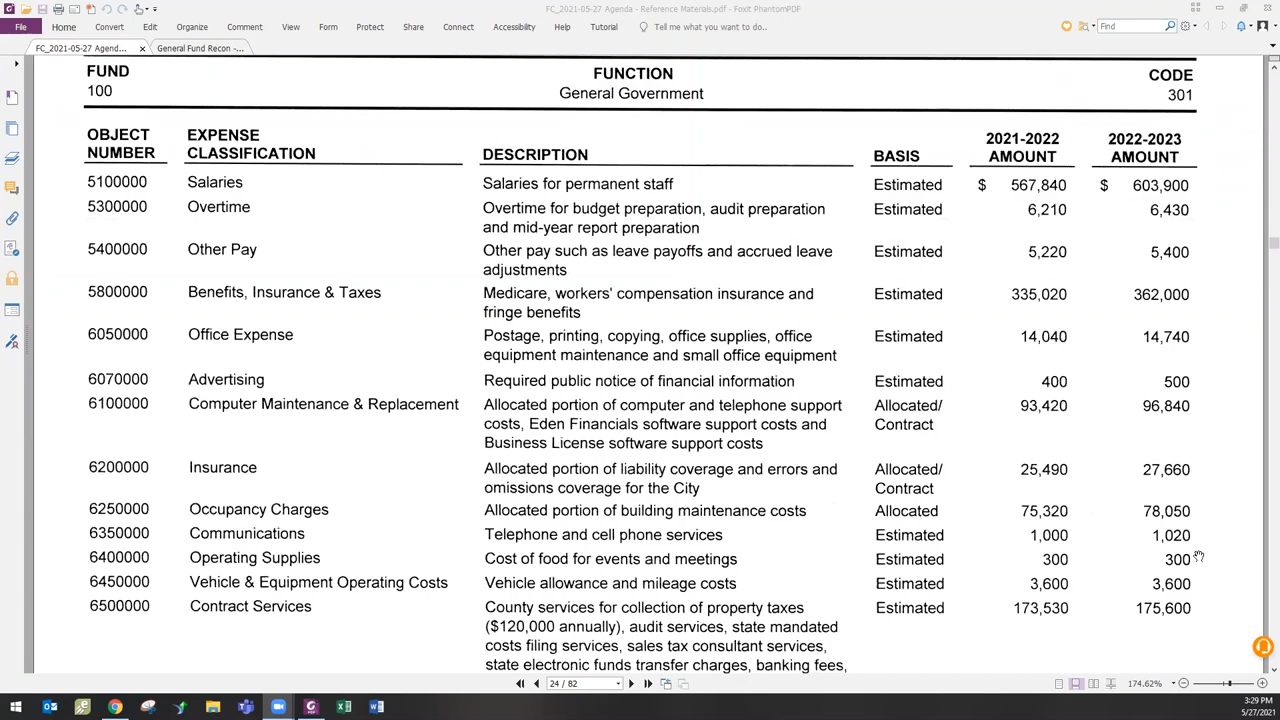 FC_2021-05-27 Agenda - Reference Materials.pdf - Foxit PhantomPDF
File Home Convert Edit Organize Comment View Form Protect Share Connect Accessibility Help Tutorial Tell me what you want to do... Find
FC_2021-05-27 Agend... General Fund Recon -...
FUND FUNCTION CODE
100 General Government 301
OBJECT EXPENSE 2021-2022 2022-2023
NUMBER CLASSIFICATION DESCRIPTION BASIS AMOUNT AMOUNT
5100000 Salaries Salaries for permanent staff Estimated $ 567,840 $ 603,900
5300000 Overtime Overtime for budget preparation, audit preparation Estimated 6,210 6,430
and mid-year report preparation
5400000 Other Pay Other pay such as leave payoffs and accrued leave Estimated 5,220 5,400
adjustments
5800000 Benefits, Insurance & Taxes Medicare, workers' compensation insurance and Estimated 335,020 362,000
fringe benefits
6050000 Office Expense Postage, printing, copying, office supplies, office Estimated 14,040 14,740
equipment maintenance and small office equipment
6070000 Advertising Required public notice of financial information Estimated 400 500
6100000 Computer Maintenance & Replacement Allocated portion of computer and telephone support Allocated/ 93,420 96,840
costs, Eden Financials software support costs and Contract
Business License software support costs
6200000 Insurance Allocated portion of liability coverage and errors and Allocated/ 25,490 27,660
omissions coverage for the City Contract
6250000 Occupancy Charges Allocated portion of building maintenance costs Allocated 75,320 78,050
6350000 Communications Telephone and cell phone services Estimated 1,000 1,020
6400000 Operating Supplies Cost of food for events and meetings Estimated 300 300
6450000 Vehicle & Equipment Operating Costs Vehicle allowance and mileage costs Estimated 3,600 3,600
6500000 Contract Services County services for collection of property taxes Estimated 173,530 175,600
($120,000 annually), audit services, state mandated
costs filing services, sales tax consultant services,
state electronic funds transfer charges, banking fees,
24 / 82 174.62%
3:29 PM
5/27/2021